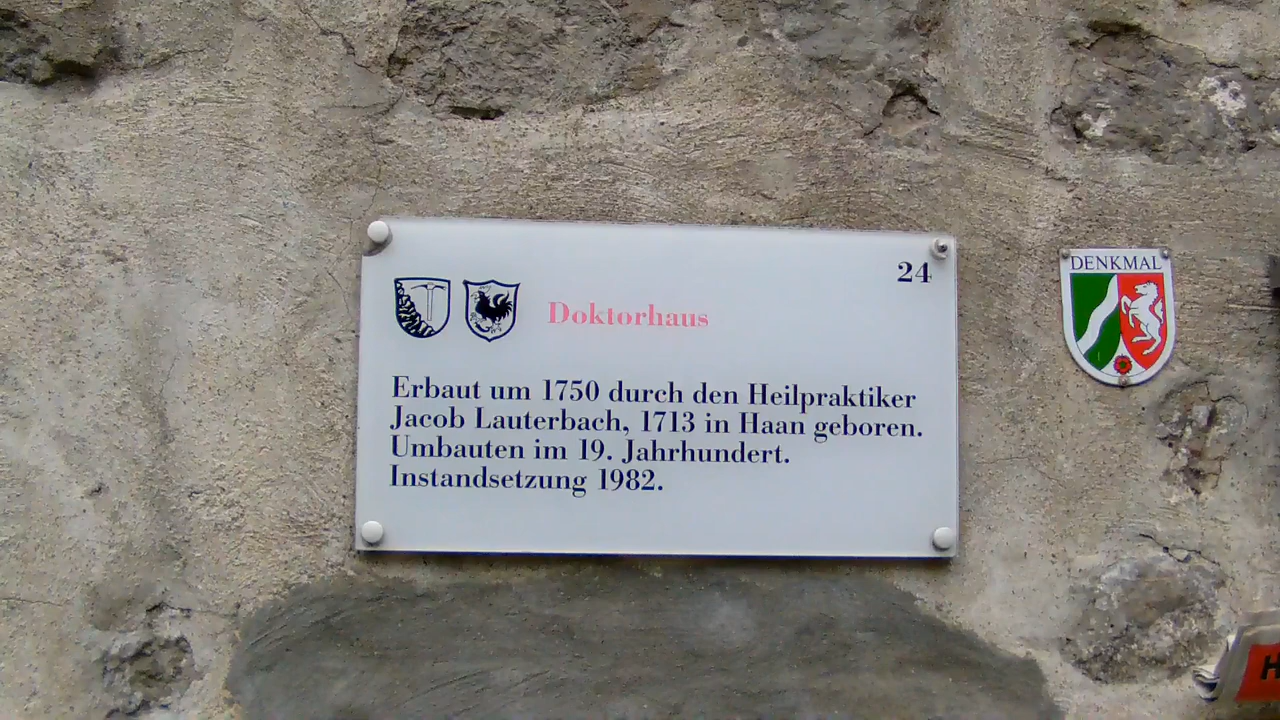 24
Doktorhaus
Erbaut um 1750 durch den Heilpraktiker
Jacob Lauterbach, 1713 in Haan geboren.
Umbauten im 19. Jahrhundert.
Instandsetzung 1982.
DENKMAL
H